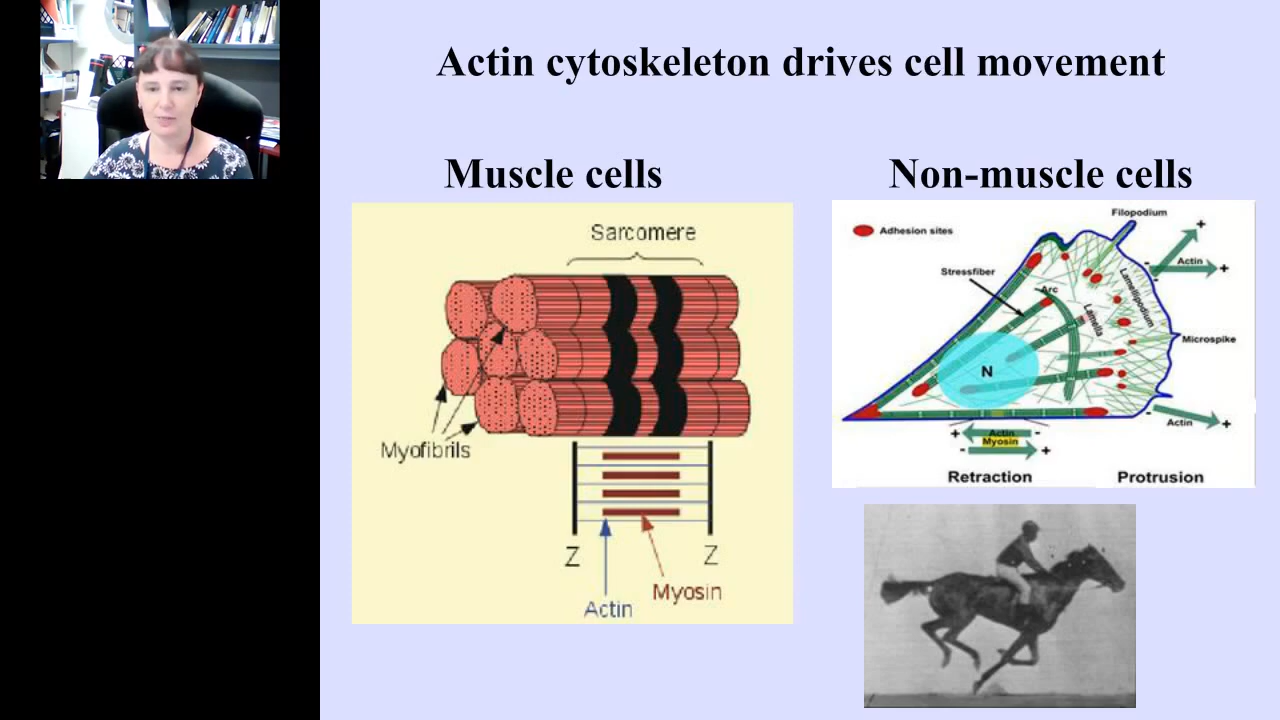 Actin cytoskeleton drives cell movement
Muscle cells
Non-muscle cells
Sarcomere
Myofibrils
Z
Z
Actin
Myosin
Adhesion sites
Filopodium
Stressfiber
Arc
Lamella
Lamellipodium
+
-
Actin
+
-
Microspike
N
-
Actin
+
+
Actin
-
-
Myosin
+
Retraction
Protrusion